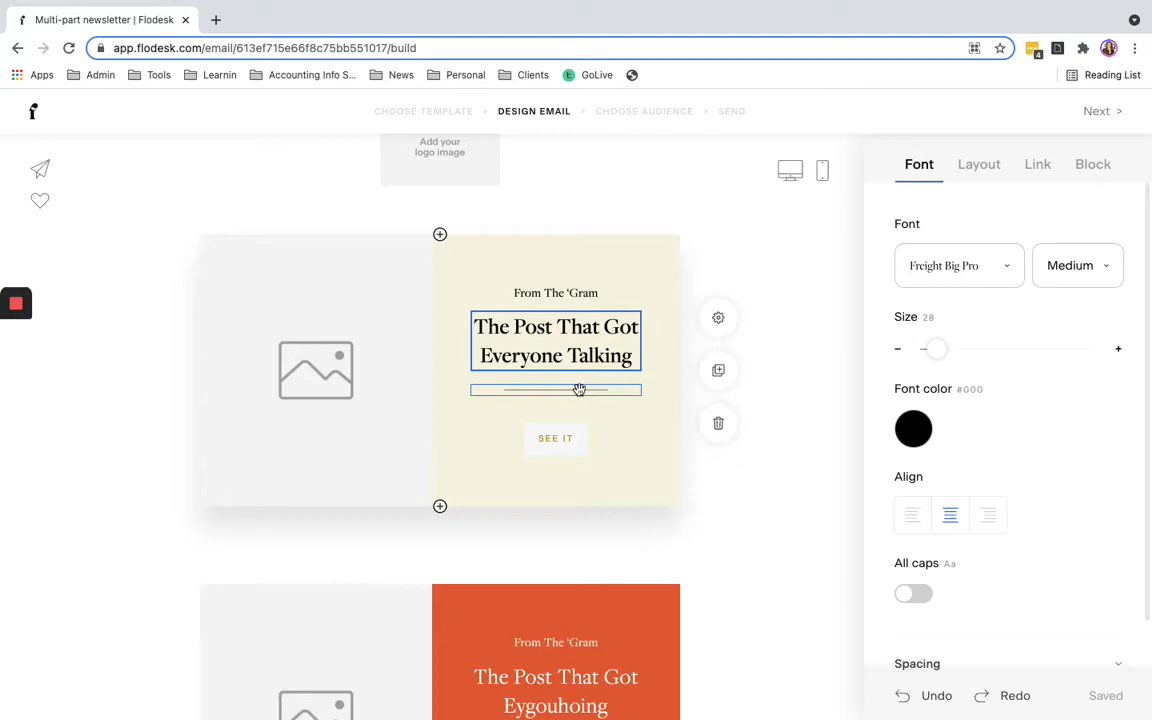 Multi-part newsletter | Flodesk
app.flodesk.com/email/613ef715e66f8c75bb551017/build
4
Apps Admin Tools Learnin Accounting Info S... News Personal Clients GoLive Reading List
CHOOSE TEMPLATE > DESIGN EMAIL > CHOOSE AUDIENCE > SEND
Next >
Add your
logo image
From The ‘Gram
The Post That Got
Everyone Talking
SEE IT
From The ‘Gram
The Post That Got
Eygouhoing
Font Layout Link Block
Font
Freight Big Pro Medium
Size 28
Font color #000
Align
All caps Aa
Spacing
Undo Redo Saved